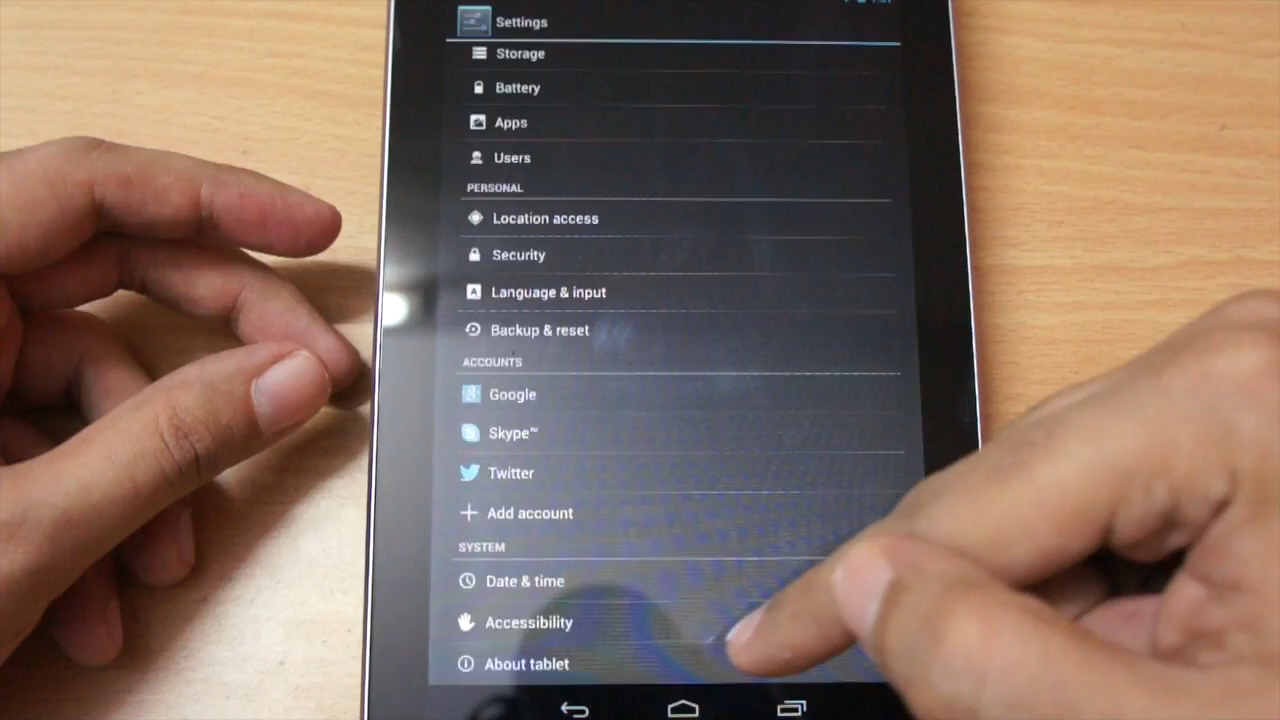 Settings
Storage
Battery
Apps
Users
PERSONAL
Location access
Security
Language & input
Backup & reset
ACCOUNTS
Google
Skype™
Twitter
Add account
SYSTEM
Date & time
Accessibility
About tablet